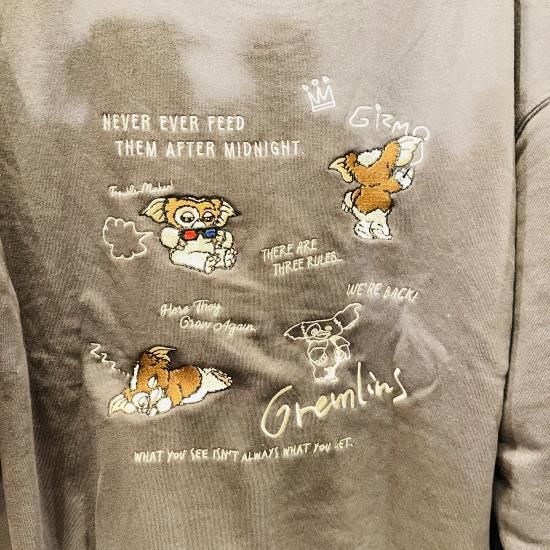 NEVER EVER FEED
THEM AFTER MIDNIGHT.
GizMO
Trouble-Maker!
THERE ARE
THREE RULES...
WE'RE BACK!
Here They
Grow Again.
zzz...
Gremlins
WHAT YOU SEE ISN'T ALWAYS WHAT YOU GET.